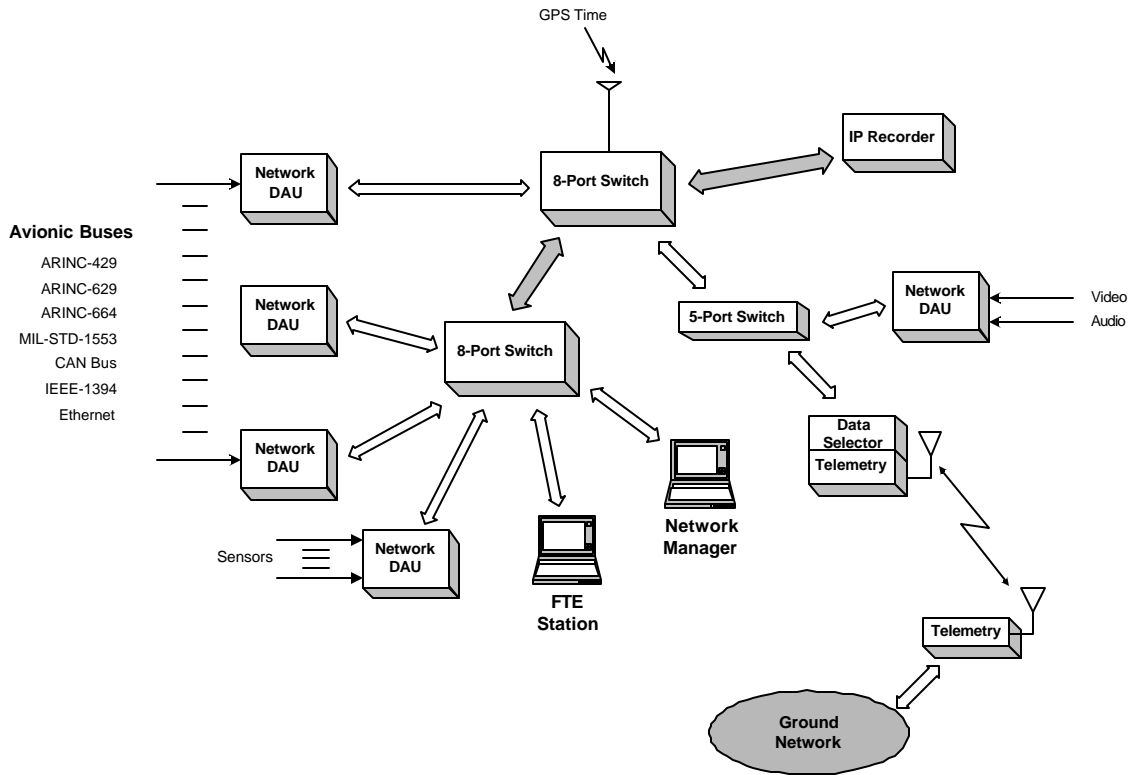 GPS Time
IP Recorder
8-Port Switch
Network
DAU
Avionic Buses
ARINC-429
ARINC-629
ARINC-664
MIL-STD-1553
CAN Bus
IEEE-1394
Ethernet
Network
DAU
5-Port Switch
Network
DAU
Video
Audio
8-Port Switch
Network
DAU
Data
Selector
Telemetry
Sensors
Network
DAU
Network
Manager
FTE
Station
Telemetry
Ground
Network